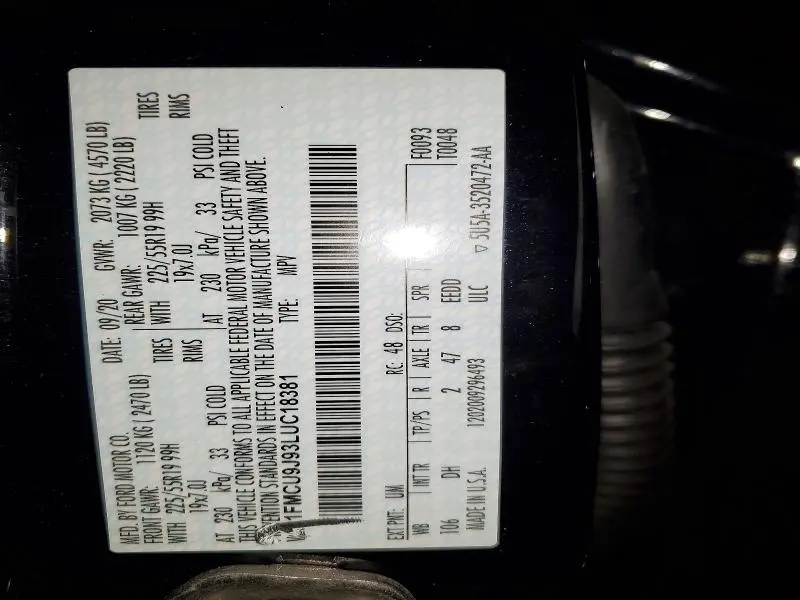 MFD. BY FORD MOTOR CO. DATE: 09/20 GVWR: 2073 KG ( 4570 LB)
FRONT GAWR: 1120 KG ( 2470 LB) REAR GAWR: 1007 KG ( 2220 LB)
WITH 225/55R19 99H TIRES WITH 225/55R19 99H TIRES
19x7.0J RIMS 19x7.0J RIMS
AT 230 kPa/ 33 PSI COLD AT 230 kPa/ 33 PSI COLD
THIS VEHICLE CONFORMS TO ALL APPLICABLE FEDERAL MOTOR VEHICLE SAFETY AND THEFT
VENTION STANDARDS IN EFFECT ON THE DATE OF MANUFACTURE SHOWN ABOVE.
1FMCU9J93LUC18381 TYPE: MPV
EXT PNT: UM RC: 48 DSO: F0093
WB INT TR TP/PS R AXLE TR SPR T0048
106 DH 2 47 8 EEDD
MADE IN U.S.A. 1202009296493 ULC ▽ 5U5A-3520472-AA